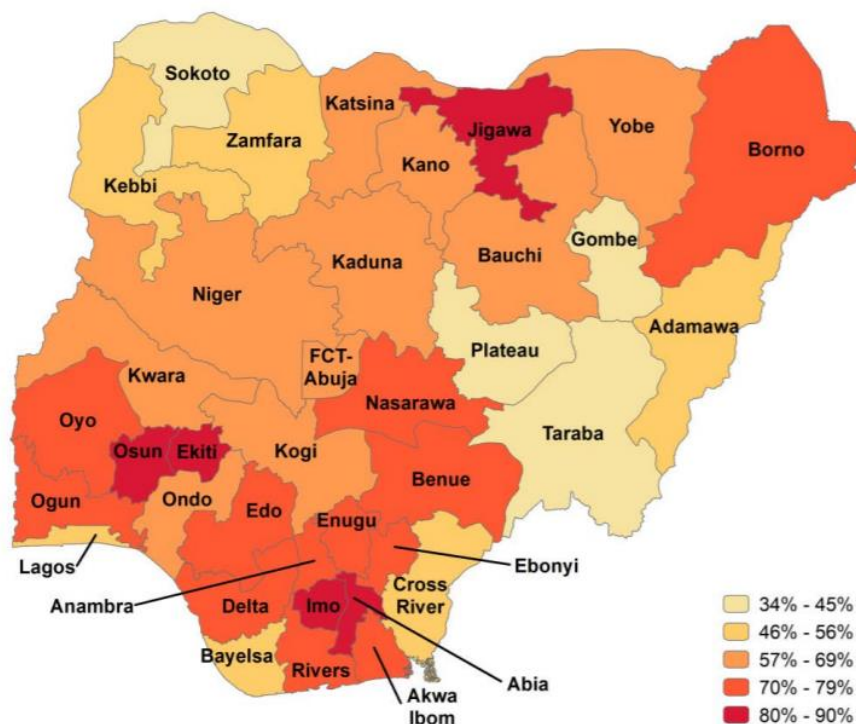 Sokoto
Katsina
Jigawa
Yobe
Borno
Zamfara
Kano
Kebbi
Gombe
Bauchi
Kaduna
Niger
Adamawa
FCT-
Abuja
Plateau
Kwara
Nasarawa
Oyo
Taraba
Osun
Ekiti
Kogi
Benue
Ogun
Ondo
Edo
Enugu
Lagos
Ebonyi
Cross
River
Anambra
Delta
Imo
Bayelsa
Rivers
Abia
Akwa
Ibom
34% - 45%
46% - 56%
57% - 69%
70% - 79%
80% - 90%